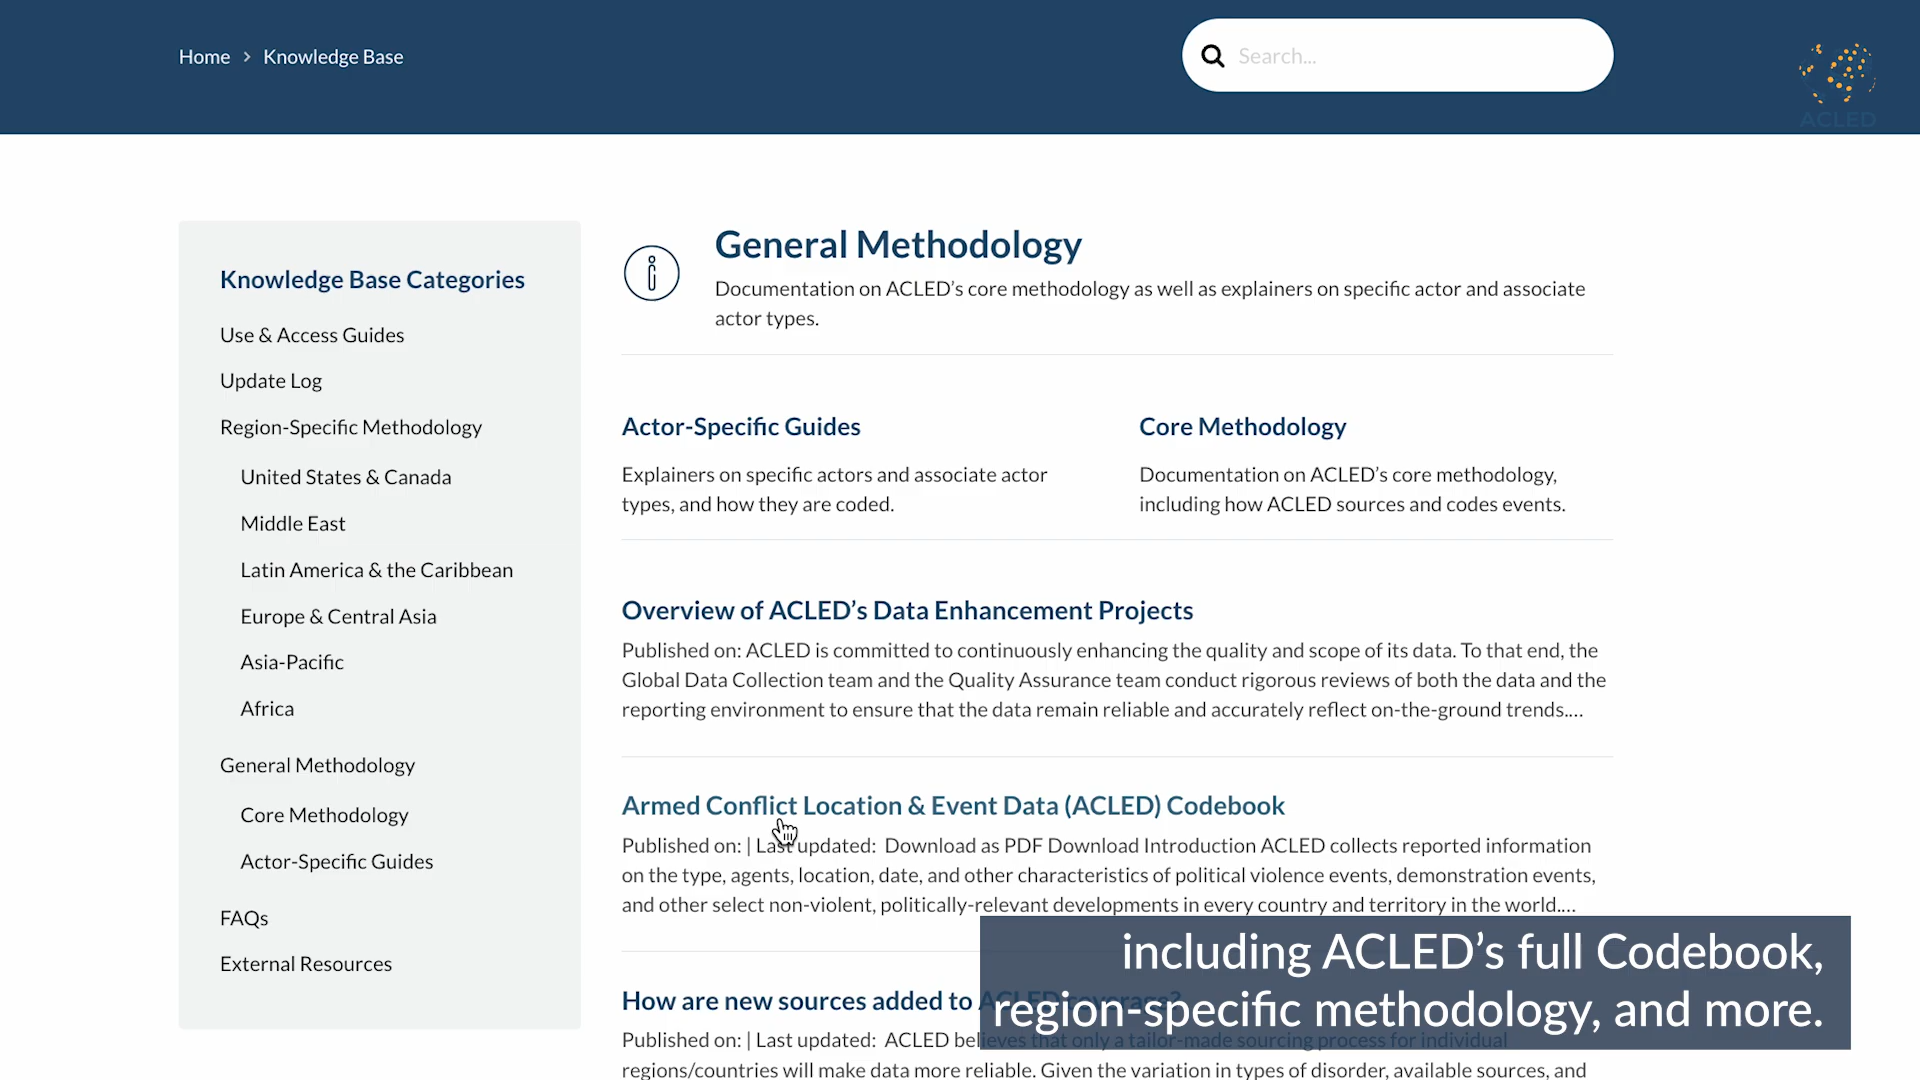 Home > Knowledge Base
Search...
ACLED
Knowledge Base Categories
Use & Access Guides
Update Log
Region-Specific Methodology
United States & Canada
Middle East
Latin America & the Caribbean
Europe & Central Asia
Asia-Pacific
Africa
General Methodology
Core Methodology
Actor-Specific Guides
FAQs
External Resources
General Methodology
Documentation on ACLED’s core methodology as well as explainers on specific actor and associate
actor types.
Actor-Specific Guides
Explainers on specific actors and associate actor
types, and how they are coded.
Core Methodology
Documentation on ACLED’s core methodology,
including how ACLED sources and codes events.
Overview of ACLED’s Data Enhancement Projects
Published on: ACLED is committed to continuously enhancing the quality and scope of its data. To that end, the
Global Data Collection team and the Quality Assurance team conduct rigorous reviews of both the data and the
reporting environment to ensure that the data remain reliable and accurately reflect on-the-ground trends....
Armed Conflict Location & Event Data (ACLED) Codebook
Published on: | Last updated: Download as PDF Download Introduction ACLED collects reported information
on the type, agents, location, date, and other characteristics of political violence events, demonstration events,
and other select non-violent, politically-relevant developments in every country and territory in the world....
How are new sources added to ACLED coverage?
Published on: | Last updated: ACLED believes that only a tailor-made sourcing process for individual
regions/countries will make data more reliable. Given the variation in types of disorder, available sources, and
including ACLED’s full Codebook,
region-specific methodology, and more.